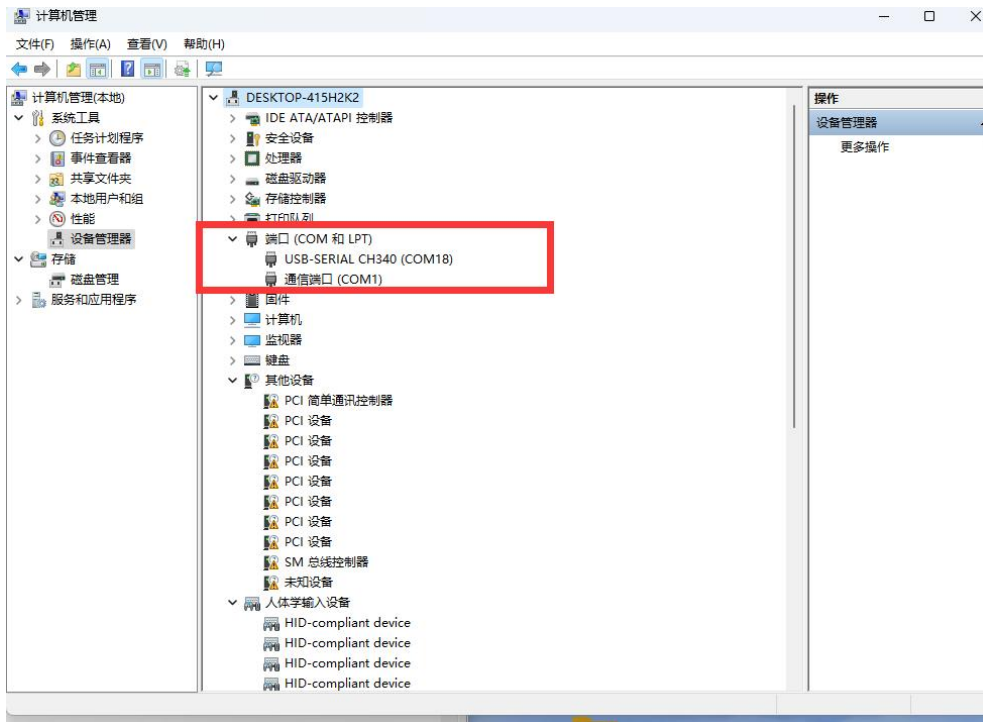 计算机管理
文件(F) 操作(A) 查看(V) 帮助(H)
计算机管理(本地)
系统工具
任务计划程序
事件查看器
共享文件夹
本地用户和组
性能
设备管理器
存储
磁盘管理
服务和应用程序
DESKTOP-415H2K2
IDE ATA/ATAPI 控制器
安全设备
处理器
磁盘驱动器
存储控制器
打印队列
端口 (COM 和 LPT)
USB-SERIAL CH340 (COM18)
通信端口 (COM1)
固件
计算机
监视器
键盘
其他设备
PCI 简单通讯控制器
PCI 设备
PCI 设备
PCI 设备
PCI 设备
PCI 设备
PCI 设备
PCI 设备
SM 总线控制器
未知设备
人体学输入设备
HID-compliant device
HID-compliant device
HID-compliant device
HID-compliant device
操作
设备管理器
更多操作